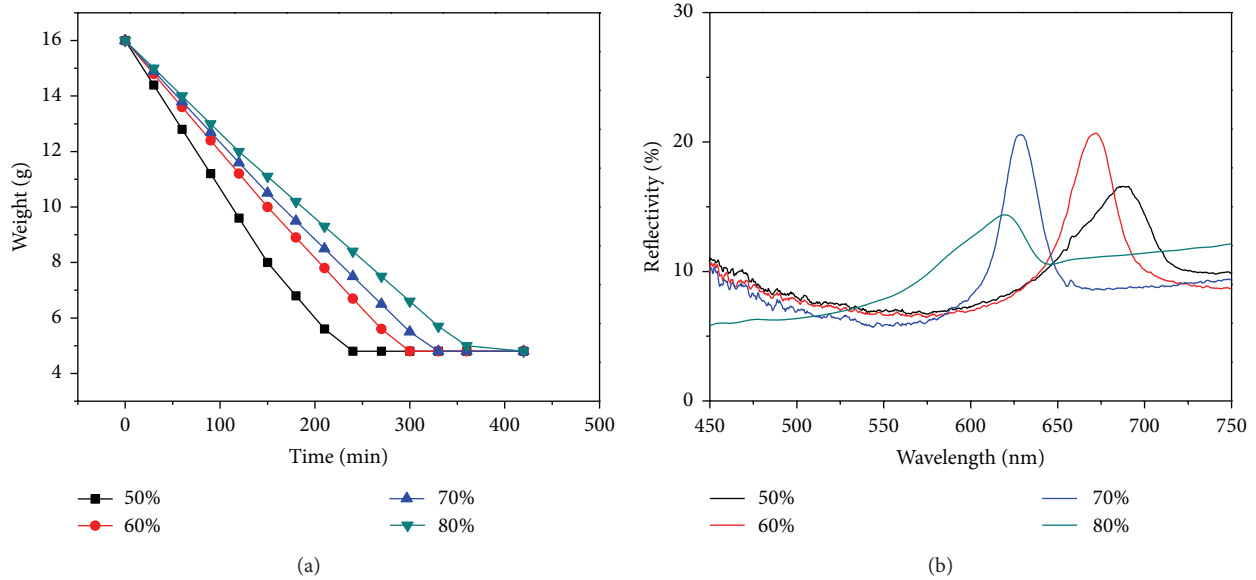 16
14
12
10
8
6
4
Weight (g)
0 100 200 300 400 500
Time (min)
50% 70%
60% 80%
(a)
30
20
10
0
Reflectivity (%)
450 500 550 600 650 700 750
Wavelength (nm)
50% 70%
60% 80%
(b)